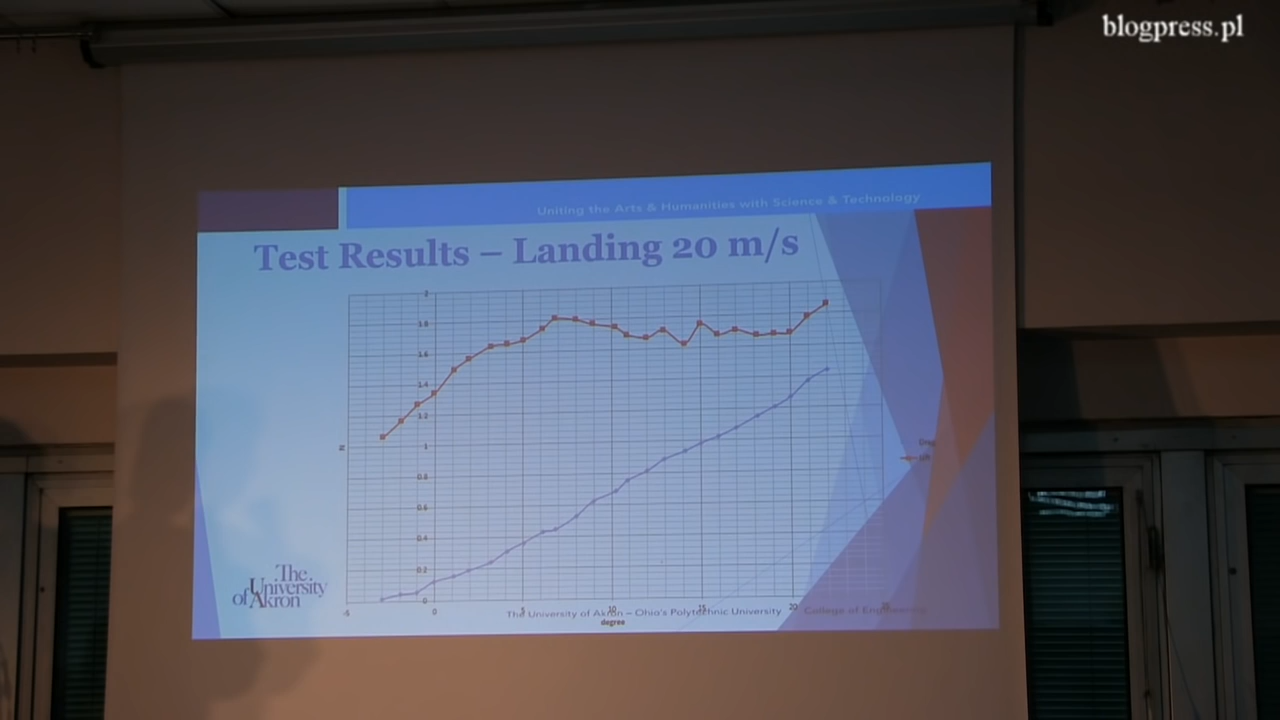 blogpress.pl
Uniting the Arts & Humanities with Science & Technology
Test Results – Landing 20 m/s
2
1.8
1.6
1.4
1.2
1
N
0.8
0.6
0.4
0.2
0
-5 0 5 10 15 20
degree
Lift
The
University
of Akron
The University of Akron – Ohio's Polytechnic University
College of Engineering